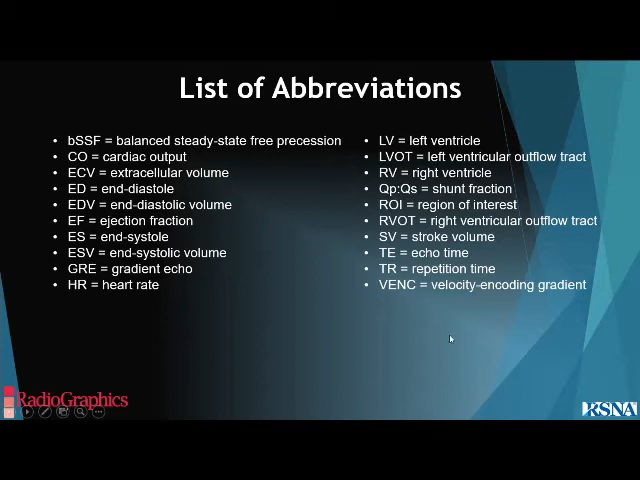 List of Abbreviations
• bSSF = balanced steady-state free precession
• CO = cardiac output
• ECV = extracellular volume
• ED = end-diastole
• EDV = end-diastolic volume
• EF = ejection fraction
• ES = end-systole
• ESV = end-systolic volume
• GRE = gradient echo
• HR = heart rate
• LV = left ventricle
• LVOT = left ventricular outflow tract
• RV = right ventricle
• Qp:Qs = shunt fraction
• ROI = region of interest
• RVOT = right ventricular outflow tract
• SV = stroke volume
• TE = echo time
• TR = repetition time
• VENC = velocity-encoding gradient
RadioGraphics
RSNA